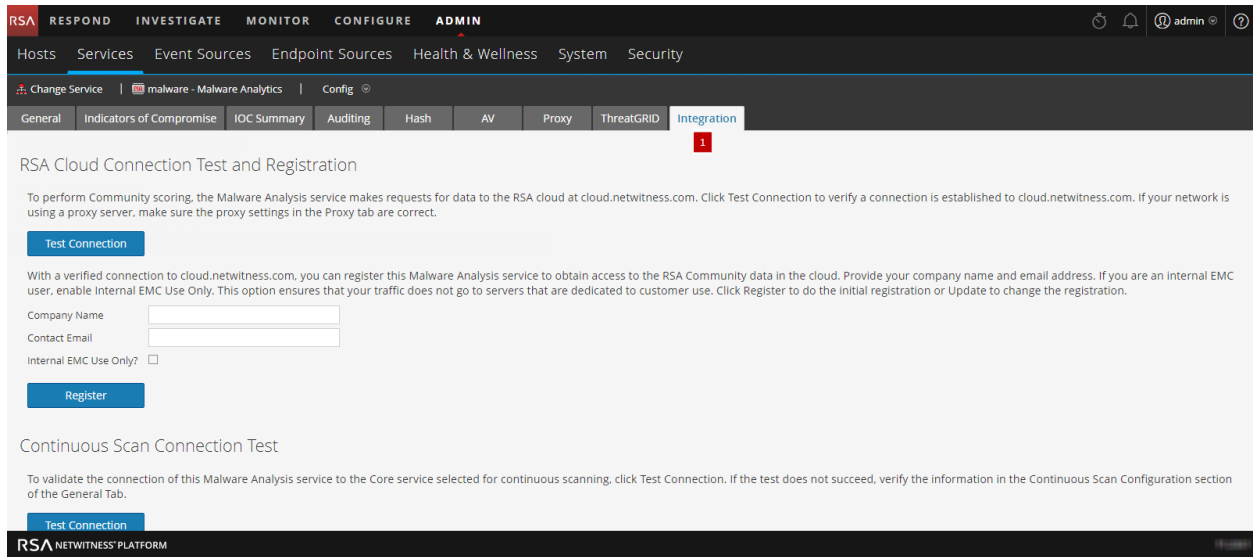 RSA RESPOND INVESTIGATE MONITOR CONFIGURE ADMIN admin
Hosts Services Event Sources Endpoint Sources Health & Wellness System Security
Change Service | malware - Malware Analytics | Config
General Indicators of Compromise IOC Summary Auditing Hash AV Proxy ThreatGRID Integration
1
RSA Cloud Connection Test and Registration
To perform Community scoring, the Malware Analysis service makes requests for data to the RSA cloud at cloud.netwitness.com. Click Test Connection to verify a connection is established to cloud.netwitness.com. If your network is
using a proxy server, make sure the proxy settings in the Proxy tab are correct.
Test Connection
With a verified connection to cloud.netwitness.com, you can register this Malware Analysis service to obtain access to the RSA Community data in the cloud. Provide your company name and email address. If you are an internal EMC
user, enable Internal EMC Use Only. This option ensures that your traffic does not go to servers that are dedicated to customer use. Click Register to do the initial registration or Update to change the registration.
Company Name
Contact Email
Internal EMC Use Only?
Register
Continuous Scan Connection Test
To validate the connection of this Malware Analysis service to the Core service selected for continuous scanning, click Test Connection. If the test does not succeed, verify the information in the Continuous Scan Configuration section
of the General Tab.
Test Connection
RSA NETWITNESS® PLATFORM